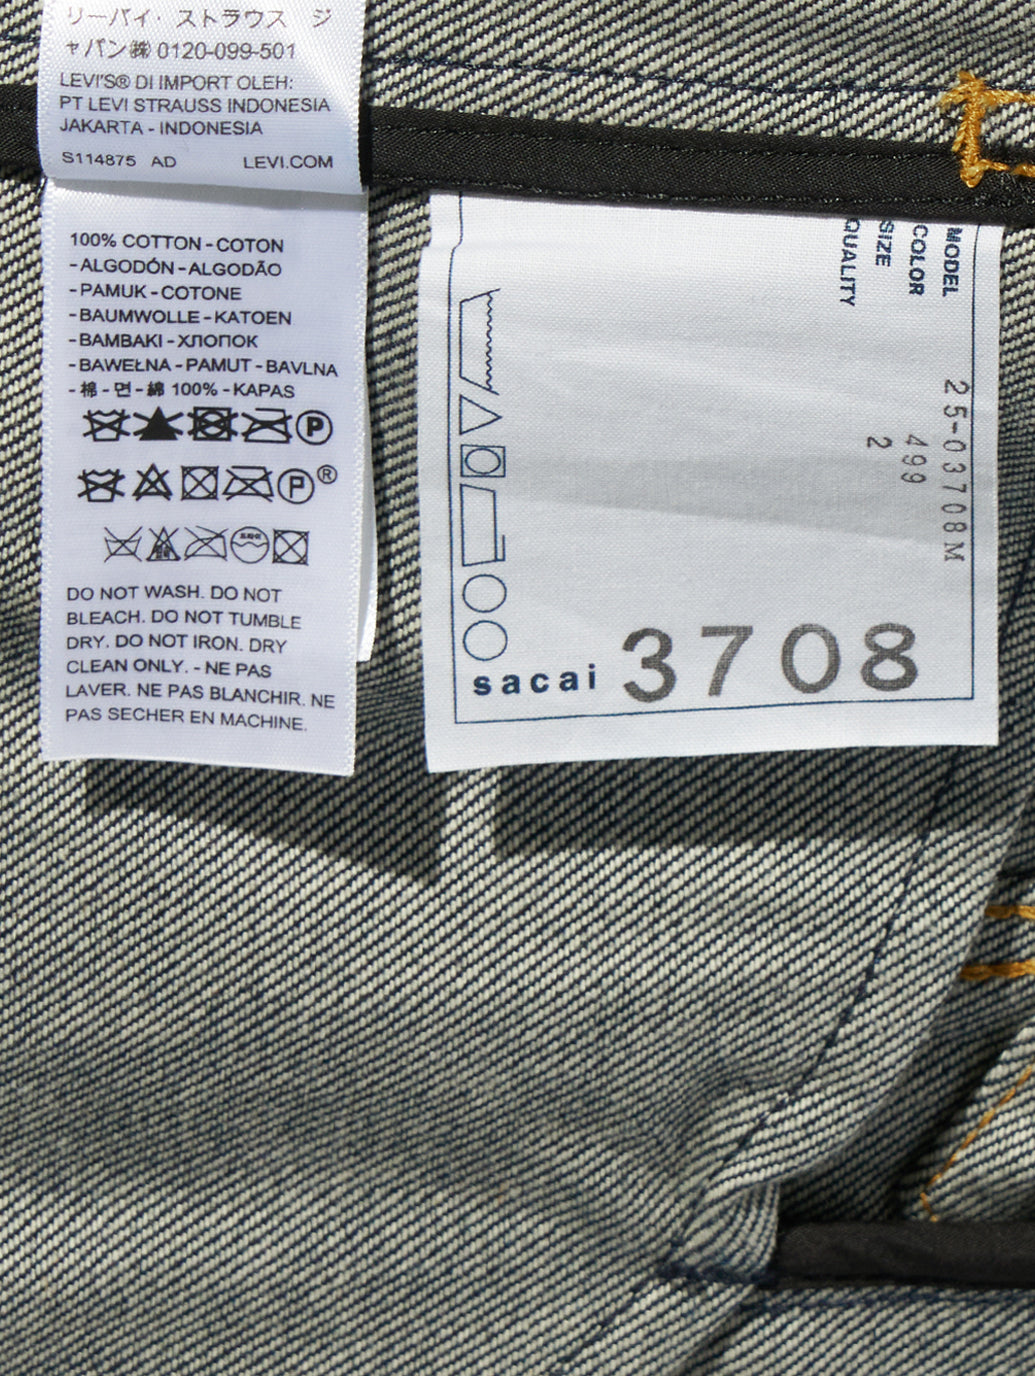 リーバイ・ストラウス ジ
ャパン㈱ 0120-099-501
LEVI'S® DI IMPORT OLEH:
PT LEVI STRAUSS INDONESIA
JAKARTA - INDONESIA
S114875 AD LEVI.COM
100% COTTON - COTON
- ALGODÓN - ALGODÃO
- PAMUK - COTONE
- BAUMWOLLE - KATOEN
- BAMBAKI - ХЛОПОК
- BAWEŁNA - PAMUT - BAVLNA
- 棉 - 면 - 綿 100% - KAPAS
P
P ®
DO NOT WASH. DO NOT
BLEACH. DO NOT TUMBLE
DRY. DO NOT IRON. DRY
CLEAN ONLY. - NE PAS
LAVER. NE PAS BLANCHIR. NE
PAS SECHER EN MACHINE.
MODEL 25-03708M
COLOR 499
SIZE 2
QUALITY
sacai 3708